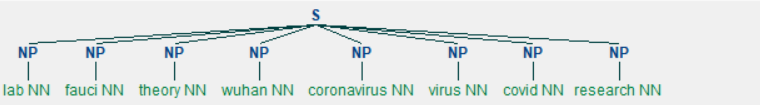 S
NP NP NP NP NP NP NP NP
lab NN fauci NN theory NN wuhan NN coronavirus NN virus NN covid NN research NN